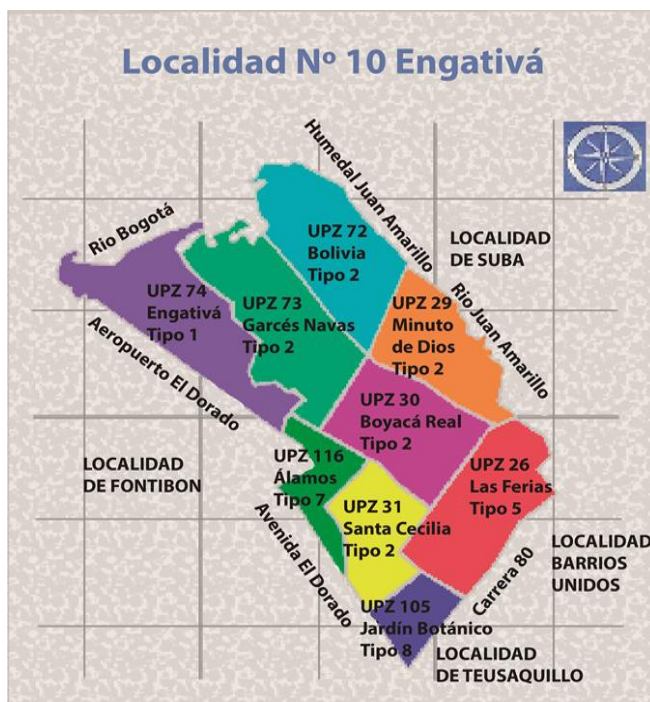 Localidad Nº 10 Engativá
Humedal Juan Amarillo
Rio Bogotá
UPZ 72
Bolivia
Tipo 2
LOCALIDAD
DE SUBA
UPZ 74
Engativá
Tipo 1
UPZ 73
Garcés Navas
Tipo 2
UPZ 29
Minuto
de Dios
Tipo 2
Rio Juan Amarillo
Aeropuerto El Dorado
UPZ 30
Boyacá Real
Tipo 2
LOCALIDAD
DE FONTIBON
UPZ 116
Álamos
Tipo 7
UPZ 26
Las Ferias
Tipo 5
UPZ 31
Santa Cecilia
Tipo 2
Avenida El Dorado
Carrera 80
LOCALIDAD
BARRIOS
UNIDOS
UPZ 105
Jardín Botánico
Tipo 8
LOCALIDAD
DE TEUSAQUILLO